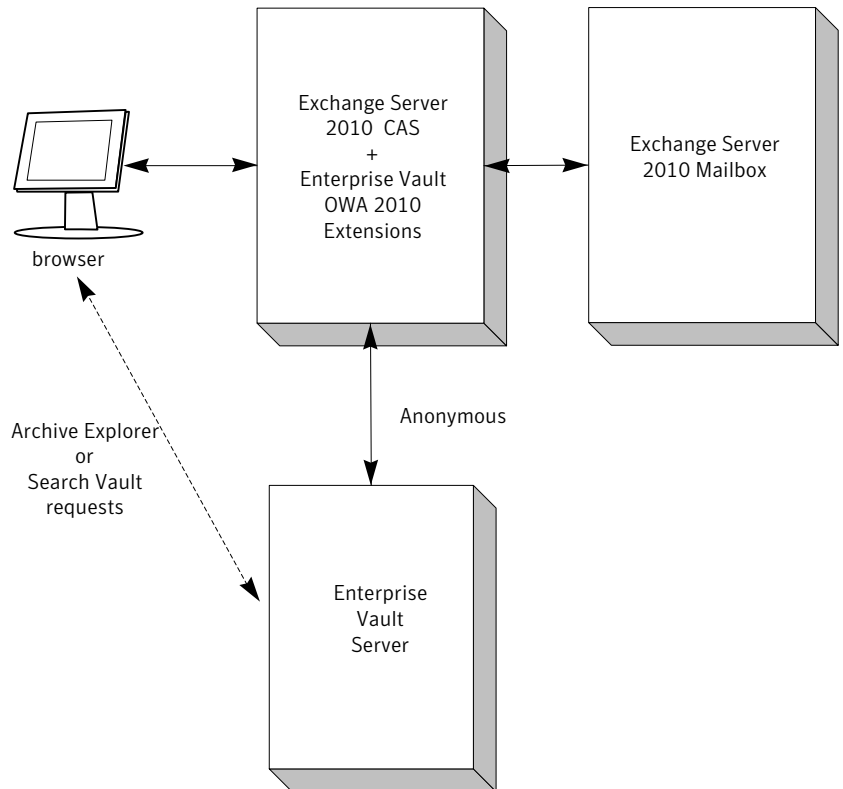 Exchange Server
2010 CAS
+
Enterprise Vault
OWA 2010
Extensions
Exchange Server
2010 Mailbox
browser
Anonymous
Archive Explorer
or
Search Vault
requests
Enterprise
Vault
Server